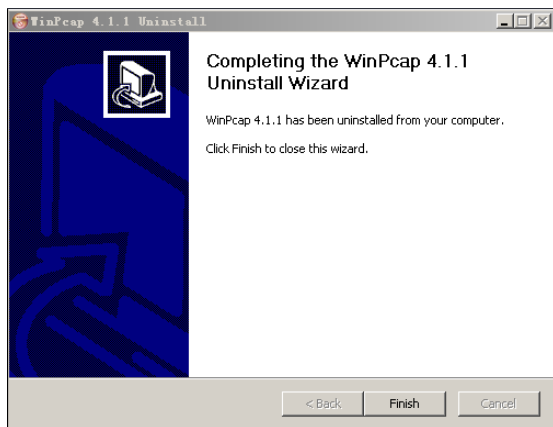 WinPcap 4.1.1 Uninstall
Completing the WinPcap 4.1.1
Uninstall Wizard
WinPcap 4.1.1 has been uninstalled from your computer.
Click Finish to close this wizard.
< Back
Finish
Cancel